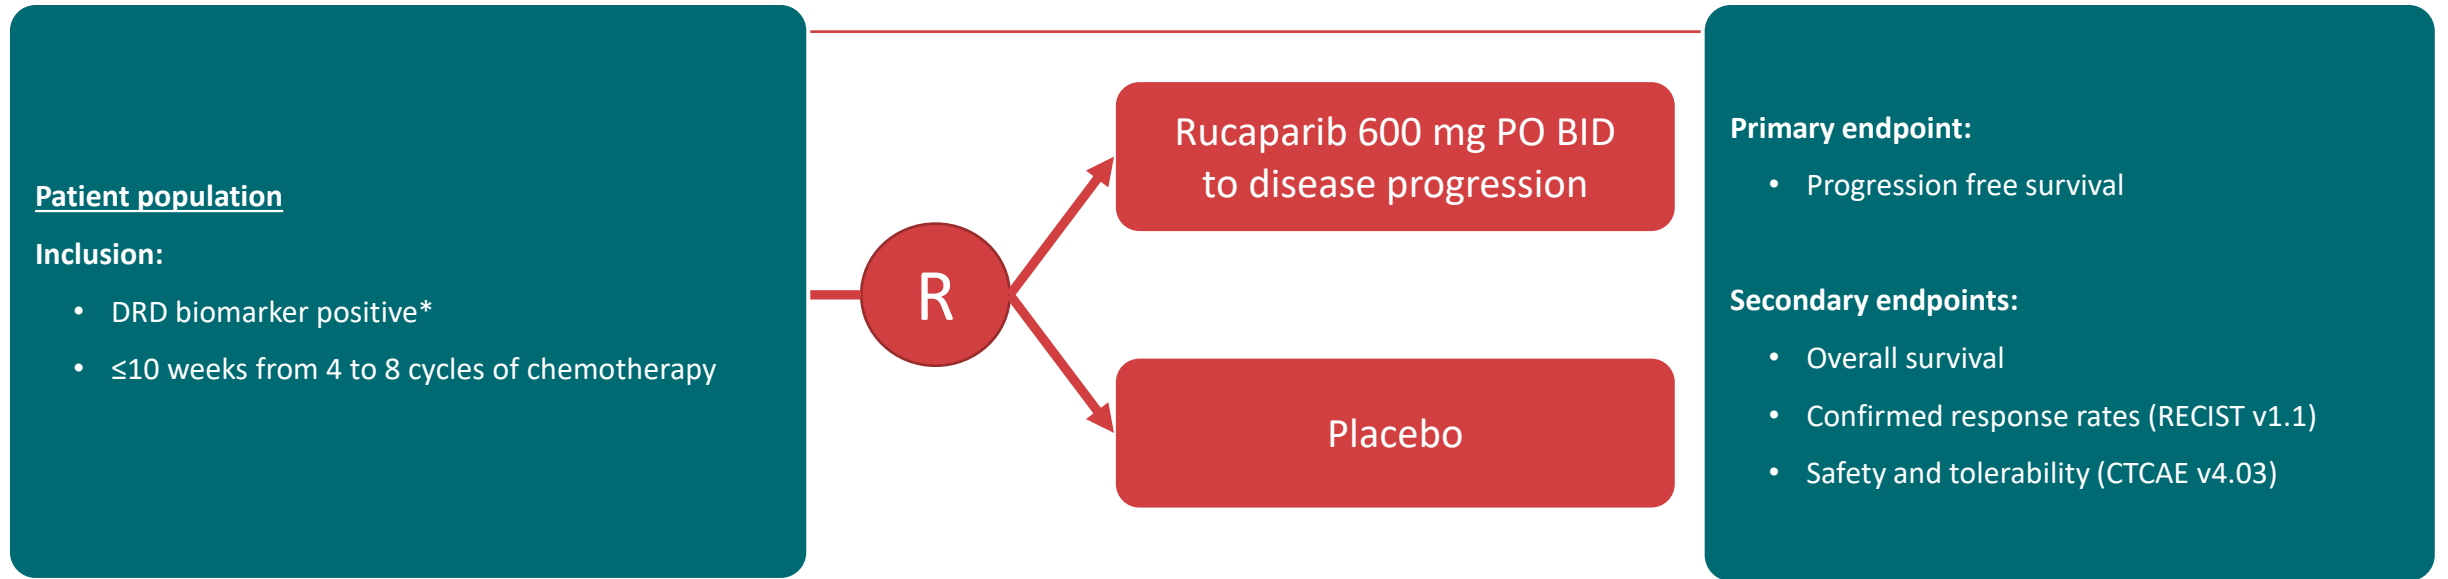 Patient population
Inclusion:
• DRD biomarker positive*
• ≤10 weeks from 4 to 8 cycles of chemotherapy
R
Rucaparib 600 mg PO BID
to disease progression
Placebo
Primary endpoint:
• Progression free survival
Secondary endpoints:
• Overall survival
• Confirmed response rates (RECIST v1.1)
• Safety and tolerability (CTCAE v4.03)